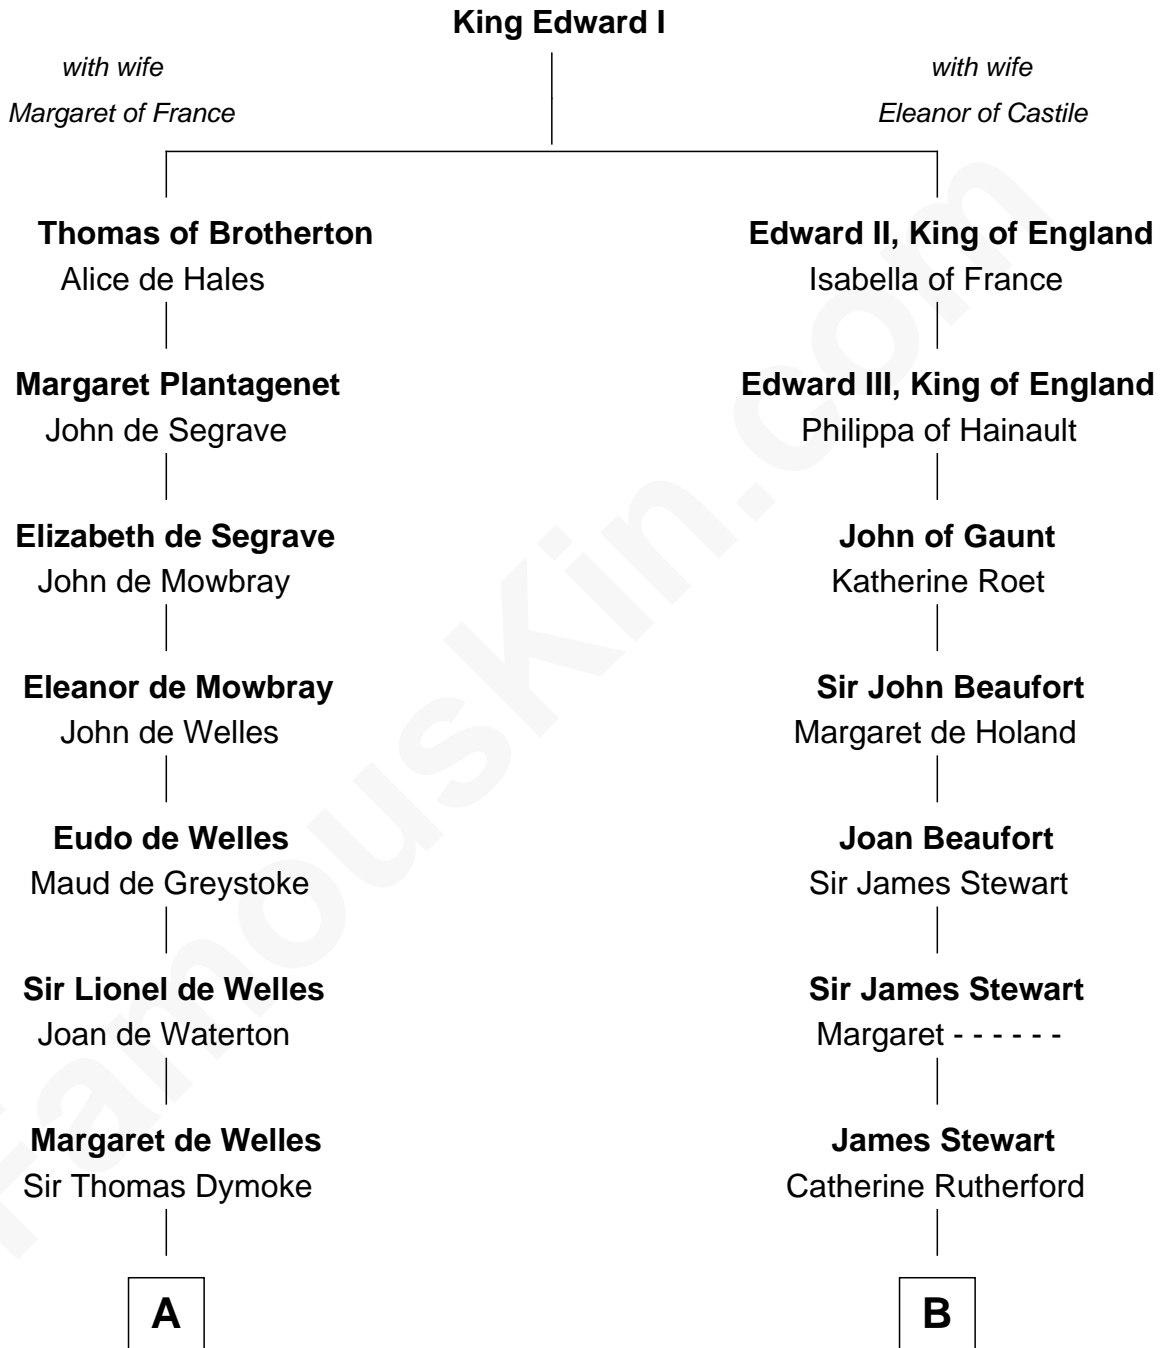 King Edward I
with wife
Margaret of France
with wife
Eleanor of Castile
Thomas of Brotherton
Alice de Hales
Edward II, King of England
Isabella of France
Margaret Plantagenet
John de Segrave
Edward III, King of England
Philippa of Hainault
Elizabeth de Segrave
John de Mowbray
John of Gaunt
Katherine Roet
Eleanor de Mowbray
John de Welles
Sir John Beaufort
Margaret de Holand
Eudo de Welles
Maud de Greystoke
Joan Beaufort
Sir James Stewart
Sir Lionel de Welles
Joan de Waterton
Sir James Stewart
Margaret - - - - - -
Margaret de Welles
Sir Thomas Dymoke
James Stewart
Catherine Rutherford
A
B
FamousKin.com